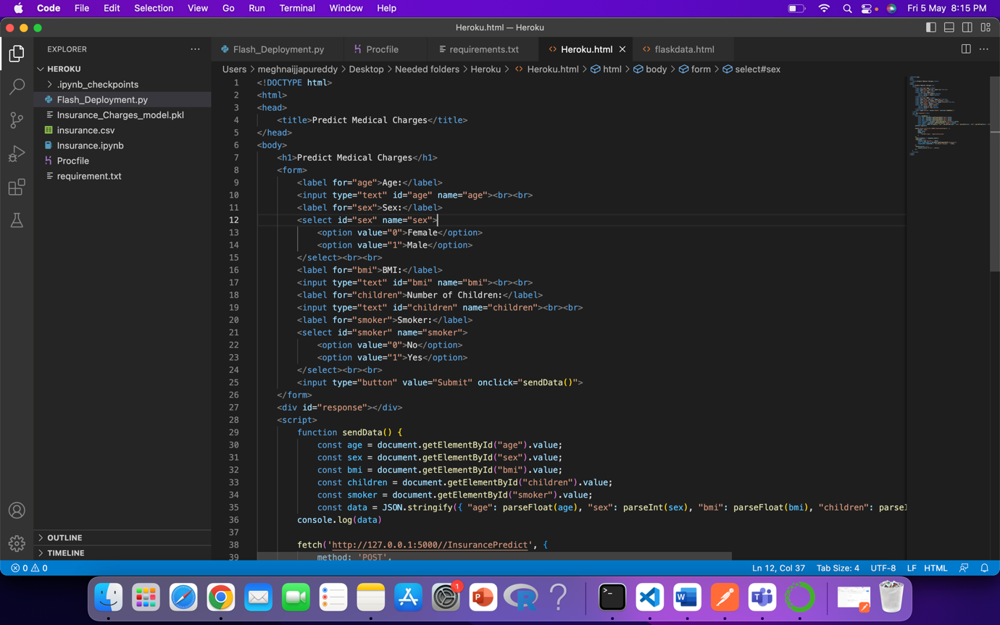 Code File Edit Selection View Go Run Terminal Window Help Fri 5 May 8:15 PM
Heroku.html — Heroku
EXPLORER
HEROKU
.ipynb_checkpoints
Flash_Deployment.py
Insurance_Charges_model.pkl
insurance.csv
Insurance.ipynb
Procfile
requirement.txt
OUTLINE
TIMELINE
Flash_Deployment.py Procfile requirements.txt Heroku.html flaskdata.html
Users > meghnaijjapureddy > Desktop > Needed folders > Heroku > Heroku.html > html > body > form > select#sex
1 <!DOCTYPE html>
2 <html>
3 <head>
4 <title>Predict Medical Charges</title>
5 </head>
6 <body>
7 <h1>Predict Medical Charges</h1>
8 <form>
9 <label for="age">Age:</label>
10 <input type="text" id="age" name="age"><br><br>
11 <label for="sex">Sex:</label>
12 <select id="sex" name="sex">
13 <option value="0">Female</option>
14 <option value="1">Male</option>
15 </select><br><br>
16 <label for="bmi">BMI:</label>
17 <input type="text" id="bmi" name="bmi"><br><br>
18 <label for="children">Number of Children:</label>
19 <input type="text" id="children" name="children"><br><br>
20 <label for="smoker">Smoker:</label>
21 <select id="smoker" name="smoker">
22 <option value="0">No</option>
23 <option value="1">Yes</option>
24 </select><br><br>
25 <input type="button" value="Submit" onclick="sendData()">
26 </form>
27 <div id="response"></div>
28 <script>
29 function sendData() {
30 const age = document.getElementById("age").value;
31 const sex = document.getElementById("sex").value;
32 const bmi = document.getElementById("bmi").value;
33 const children = document.getElementById("children").value;
34 const smoker = document.getElementById("smoker").value;
35 const data = JSON.stringify({ "age": parseFloat(age), "sex": parseInt(sex), "bmi": parseFloat(bmi), "children": parseI
36 console.log(data)
37
38 fetch('http://127.0.0.1:5000//InsurancePredict', {
39 method: 'POST',
0 0 Ln 12, Col 37 Tab Size: 4 UTF-8 LF HTML
1